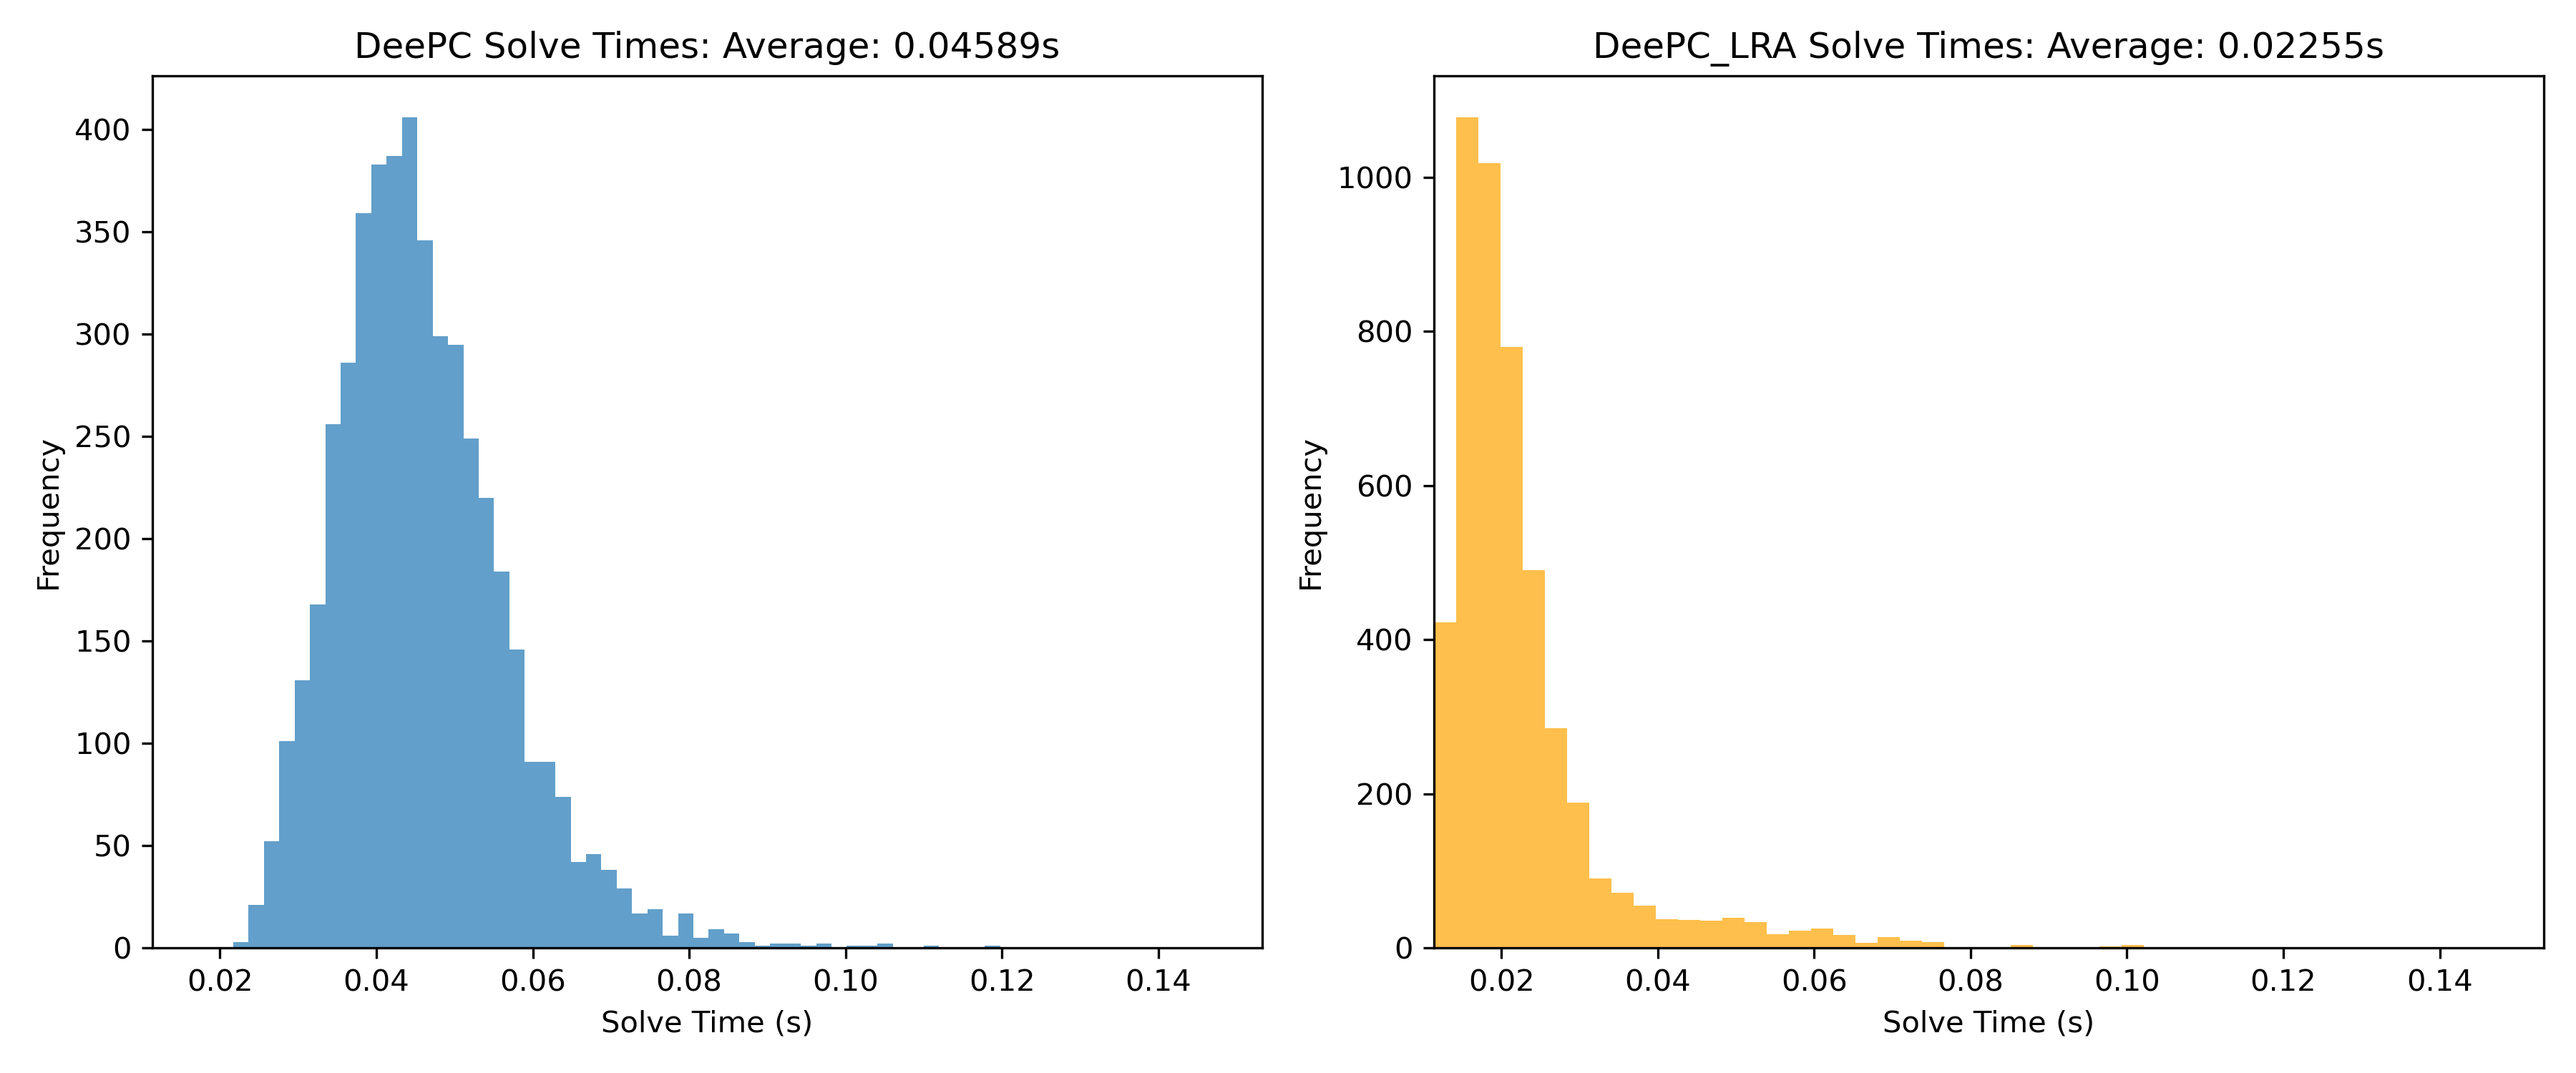 DeePC Solve Times: Average: 0.04589s
Frequency
400
350
300
250
200
150
100
50
0
0.02 0.04 0.06 0.08 0.10 0.12 0.14
Solve Time (s)
DeePC_LRA Solve Times: Average: 0.02255s
Frequency
1000
800
600
400
200
0
0.02 0.04 0.06 0.08 0.10 0.12 0.14
Solve Time (s)